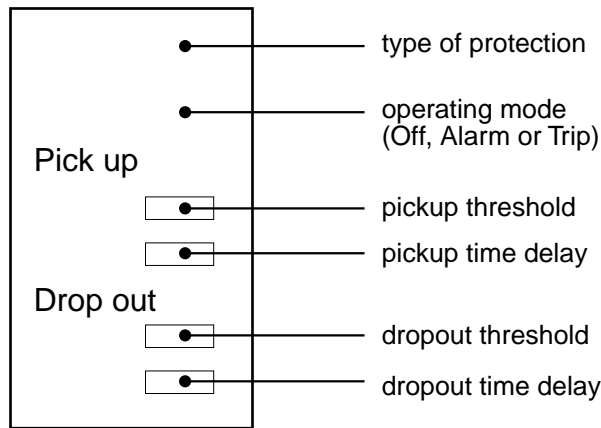 type of protection
operating mode
(Off, Alarm or Trip)
Pick up
pickup threshold
pickup time delay
Drop out
dropout threshold
dropout time delay